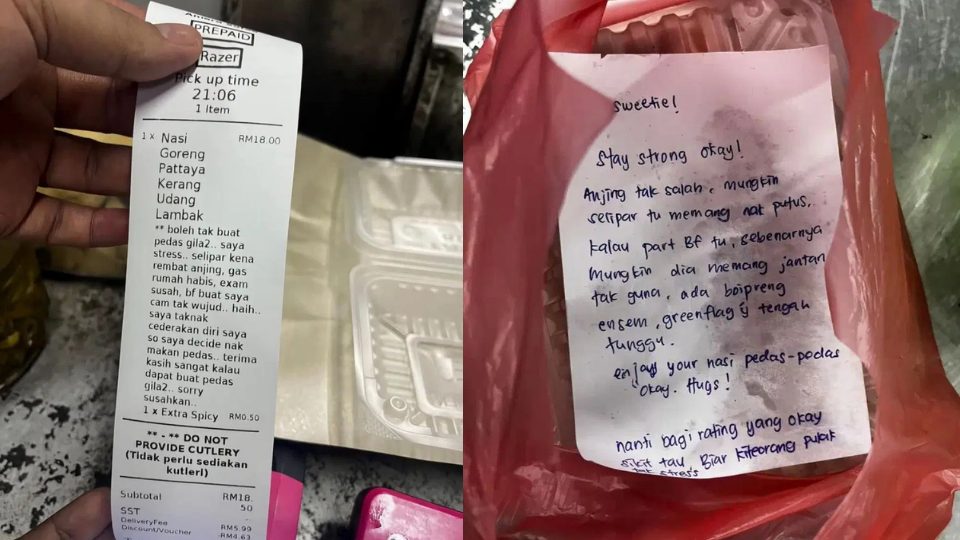 PREPAID
Razer
Pick up time
21:06
1 Item
1 x Nasi RM18.00
Goreng
Pattaya
Kerang
Udang
Lambak
** boleh tak buat
pedas gila2.. saya
stress.. selipar kena
rembat anjing, gas
rumah habis, exam
susah, bf buat saya
cam tak wujud.. haih..
saya taknak
cederakan diri saya
so saya decide nak
makan pedas.. terima
kasih sangat kalau
dapat buat pedas
gila2.. sorry
susahkan..
1 x Extra Spicy RM0.50
** - ** DO NOT
PROVIDE CUTLERY
(Tidak perlu sediakan
kutleri)
Subtotal RM18.
50
SST
DeliveryFee RM5.99
Discount/Voucher -RM4.63
sweetie!
Stay strong okay!
Anjing tak salah, mungkin
selipar tu memang nak putus.
kalau part BF tu, sebenarnya
mungkin dia memang jantan
tak guna, ada boipreng
ensem, greenflag tengah
tunggu.
enjoy your nasi pedas-pedas
okay. Hugs!
nanti bagi rating yang okay
sikit tau. Biar kiteorang pulak
tak stress